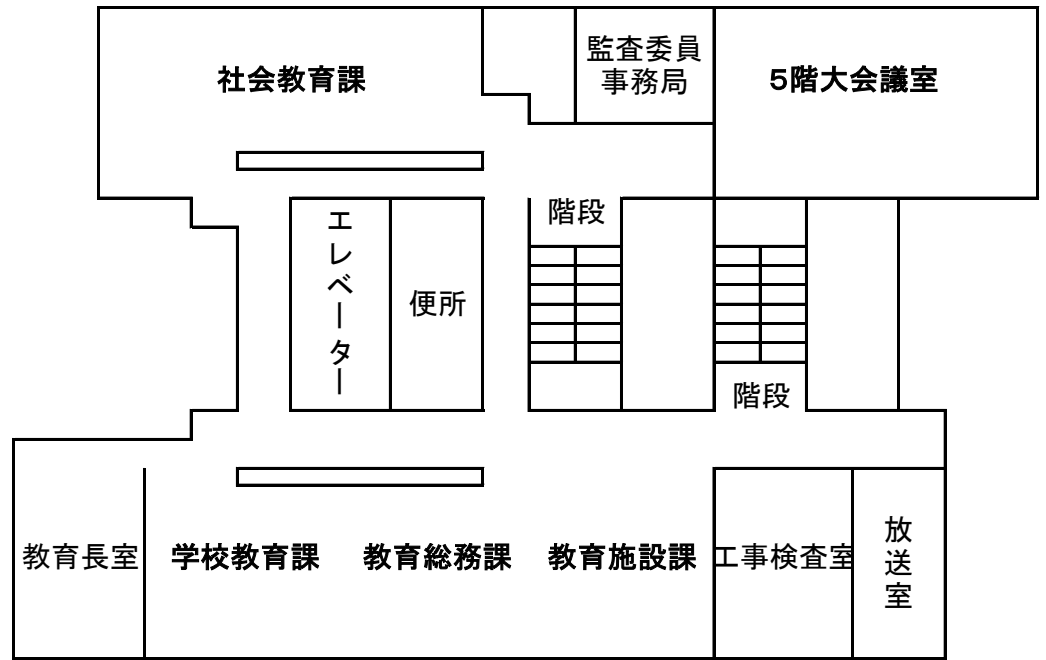 社会教育課
監査委員
事務局
5階大会議室
階段
エレベーター
便所
階段
教育長室
学校教育課
教育総務課
教育施設課
工事検査室
放送室